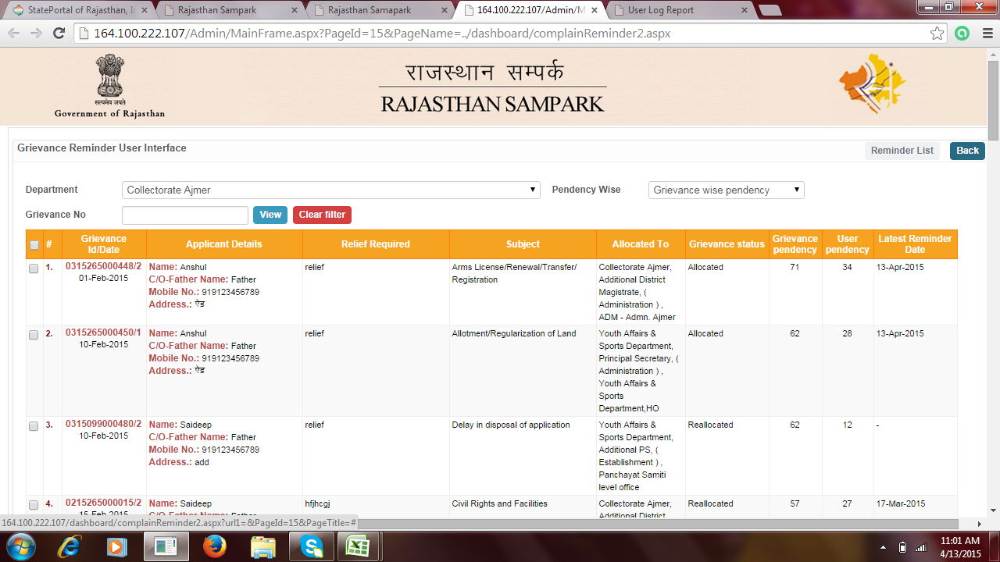 StatePortal of Rajasthan, I
Rajasthan Sampark
Rajasthan Samapark
164.100.222.107/Admin/M
User Log Report
164.100.222.107/Admin/MainFrame.aspx?PageId=15&PageName=../dashboard/complainReminder2.aspx
राजस्थान सम्पर्क
RAJASTHAN SAMPARK
सत्यमेव जयते
Government of Rajasthan
Grievance Reminder User Interface
Reminder List
Back
Department
Collectorate Ajmer
Pendency Wise
Grievance wise pendency
Grievance No
View
Clear filter
#
Grievance
Id/Date
Applicant Details
Relief Required
Subject
Allocated To
Grievance status
Grievance
pendency
User
pendency
Latest Reminder
Date
1.
0315265000448/2
01-Feb-2015
Name: Anshul
C/O-Father Name: Father
Mobile No.: 919123456789
Address.: ऐड
relief
Arms License/Renewal/Transfer/
Registration
Collectorate Ajmer,
Additional District
Magistrate, (
Administration ) ,
ADM - Admn. Ajmer
Allocated
71
34
13-Apr-2015
2.
0315265000450/1
10-Feb-2015
Name: Anshul
C/O-Father Name: Father
Mobile No.: 919123456789
Address.: ऐड
relief
Allotment/Regularization of Land
Youth Affairs &
Sports Department,
Principal Secretary, (
Administration ) ,
Youth Affairs &
Sports
Department,HO
Allocated
62
28
13-Apr-2015
3.
0315099000480/2
10-Feb-2015
Name: Saideep
C/O-Father Name: Father
Mobile No.: 919123456789
Address.: add
relief
Delay in disposal of application
Youth Affairs &
Sports Department,
Additional PS, (
Establishment ) ,
Panchayat Samiti
level office
Reallocated
62
12
-
4.
0215265000015/2
15-Feb-2015
Name: Saideep
C/O-Father Name: Father
hfjhcgj
Civil Rights and Facilities
Collectorate Ajmer,
Additional District
Reallocated
57
27
17-Mar-2015
164.100.222.107/dashboard/complainReminder2.aspx?url1=&PageId=15&PageTitle=#
11:01 AM
4/13/2015